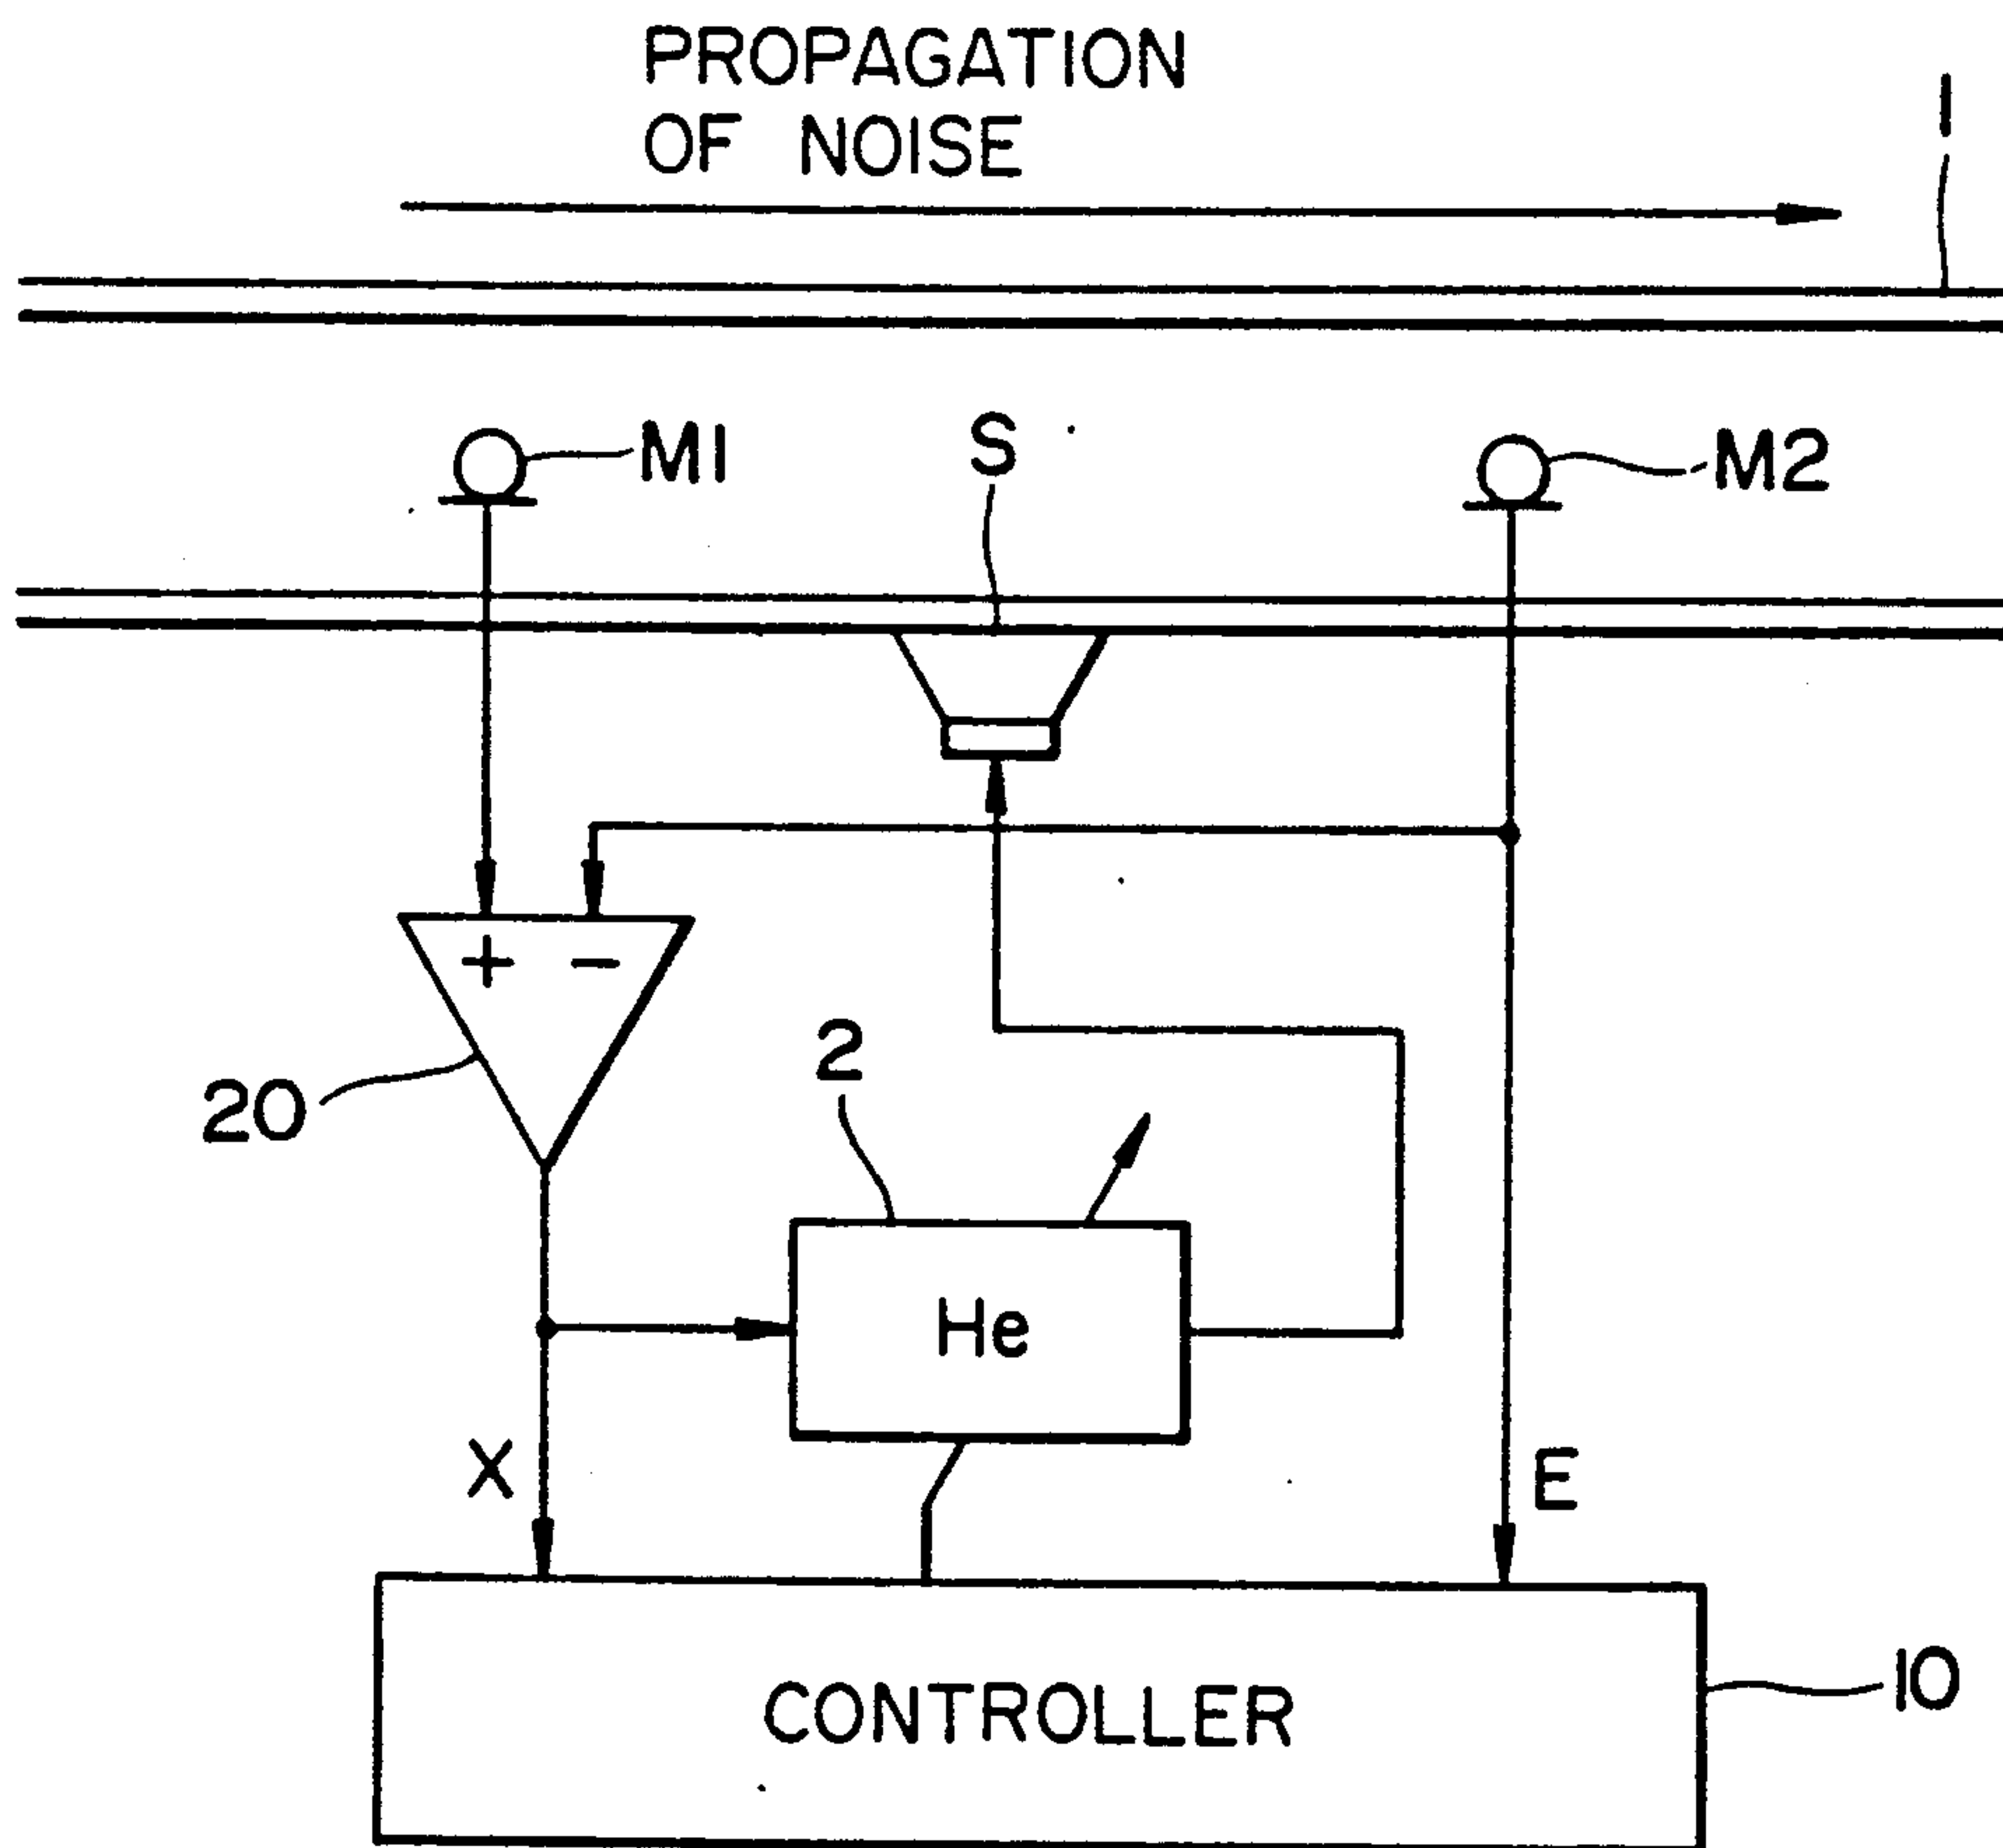 PROPAGATION
OF NOISE
1
M1
S
M2
+ −
20
2
He
X
E
CONTROLLER
10